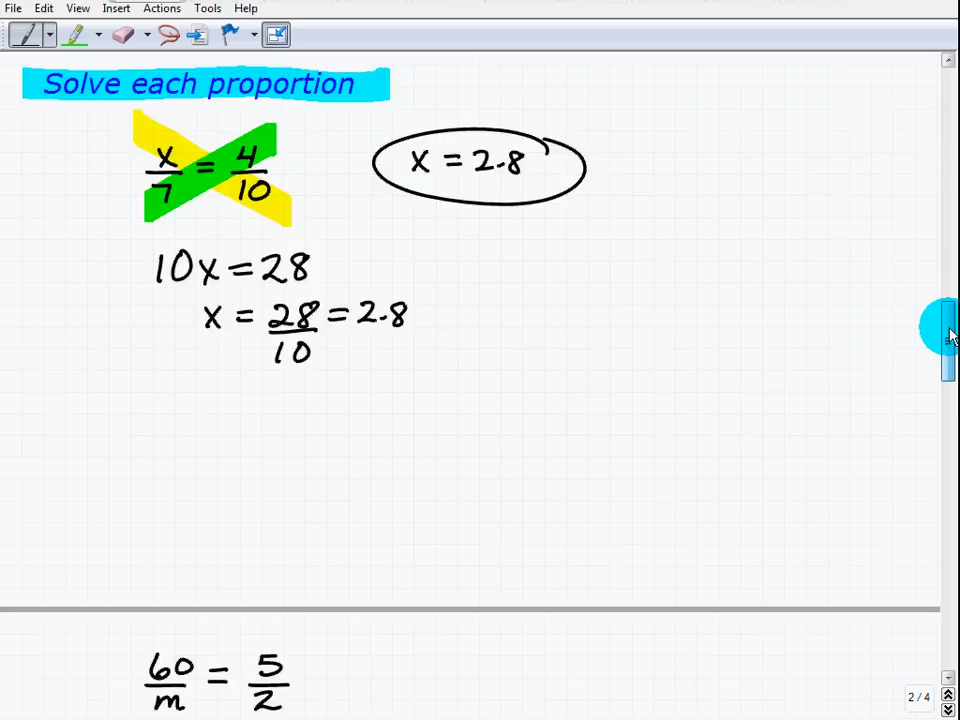 File Edit View Insert Actions Tools Help
Solve each proportion
x/7 = 4/10
x = 2.8
10x = 28
x = 28/10 = 2.8
60/m = 5/2
2 / 4